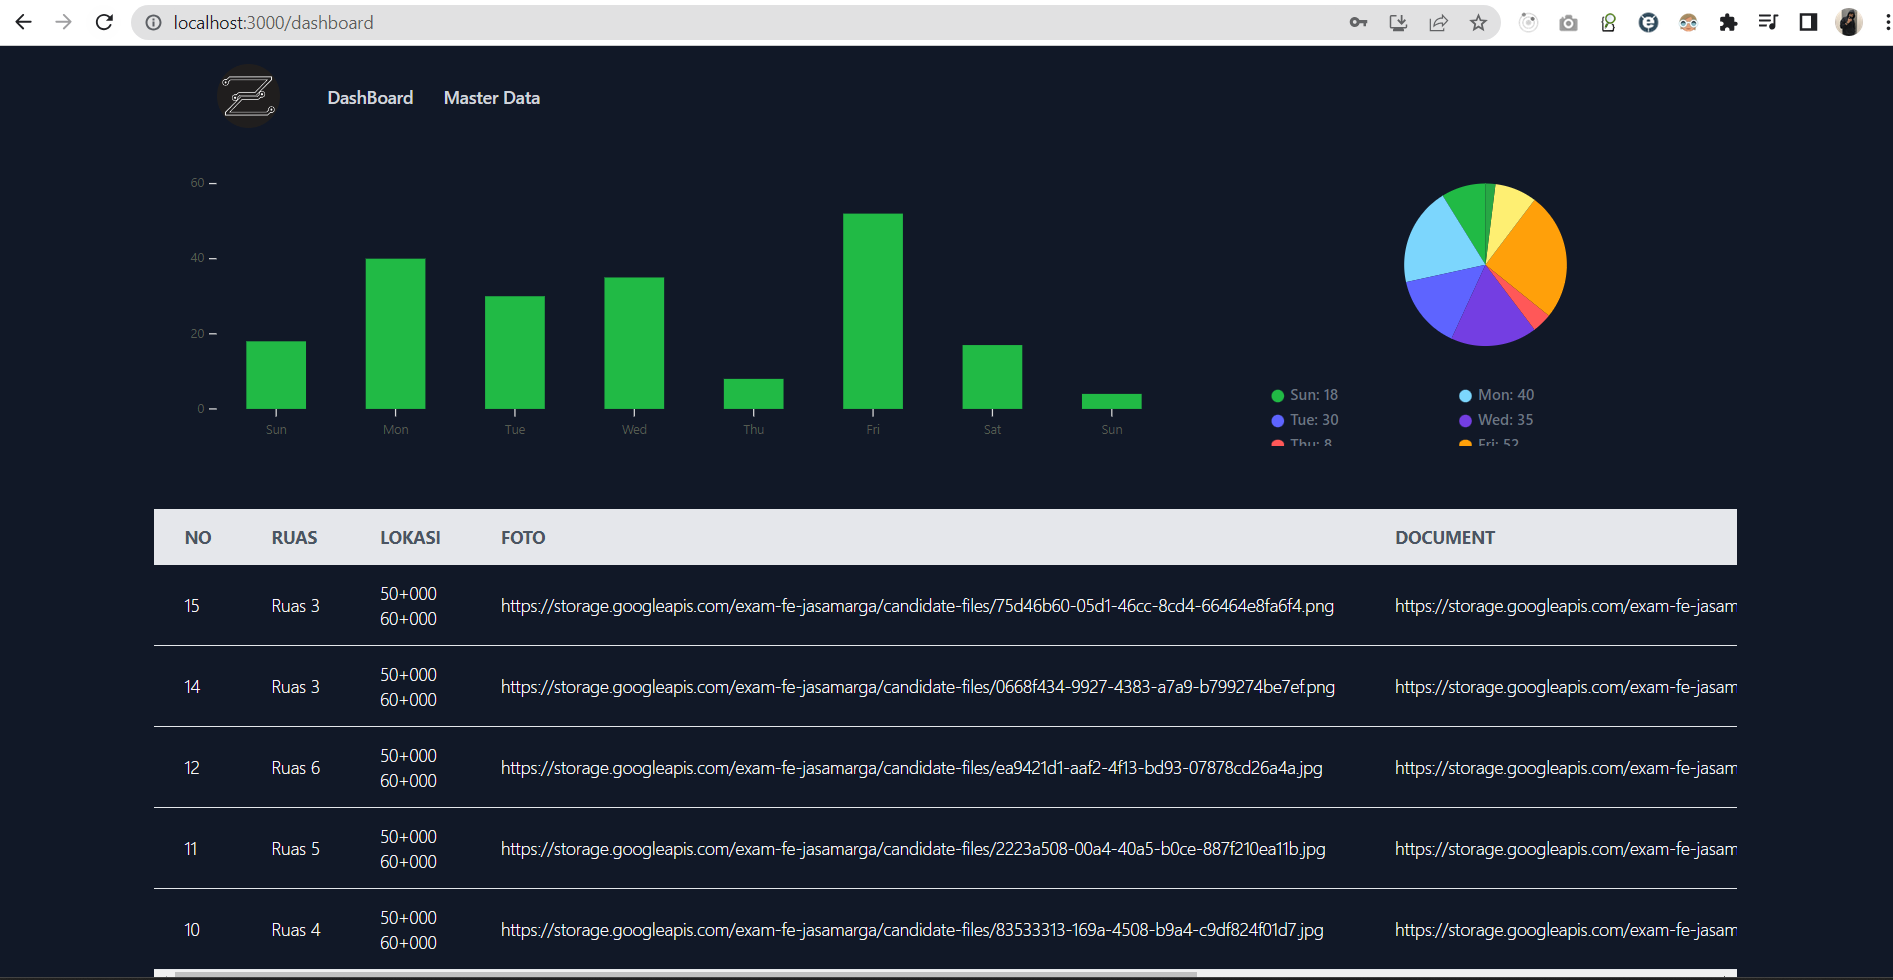 localhost:3000/dashboard
DashBoard Master Data
60
40
20
0
Sun Mon Tue Wed Thu Fri Sat Sun
Sun: 18 Mon: 40
Tue: 30 Wed: 35
Thu: 8 Fri: 52
NO RUAS LOKASI FOTO DOCUMENT
15 Ruas 3 50+000 https://storage.googleapis.com/exam-fe-jasamarga/candidate-files/75d46b60-05d1-46cc-8cd4-66464e8fa6f4.png https://storage.googleapis.com/exam-fe-jasam
60+000
14 Ruas 3 50+000 https://storage.googleapis.com/exam-fe-jasamarga/candidate-files/0668f434-9927-4383-a7a9-b799274be7ef.png https://storage.googleapis.com/exam-fe-jasam
60+000
12 Ruas 6 50+000 https://storage.googleapis.com/exam-fe-jasamarga/candidate-files/ea9421d1-aaf2-4f13-bd93-07878cd26a4a.jpg https://storage.googleapis.com/exam-fe-jasam
60+000
11 Ruas 5 50+000 https://storage.googleapis.com/exam-fe-jasamarga/candidate-files/2223a508-00a4-40a5-b0ce-887f210ea11b.jpg https://storage.googleapis.com/exam-fe-jasam
60+000
10 Ruas 4 50+000 https://storage.googleapis.com/exam-fe-jasamarga/candidate-files/83533313-169a-4508-b9a4-c9df824f01d7.jpg https://storage.googleapis.com/exam-fe-jasam
60+000